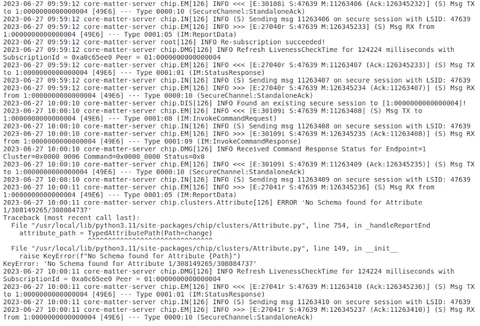 2023-06-27 09:59:12 core-matter-server chip.EM[126] INFO <<< [E:30108i S:47639 M:11263406 (Ack:126345232)] (S) Msg TX
to 1:0000000000000004 [49E6] --- Type 0000:10 (SecureChannel:StandaloneAck)
2023-06-27 09:59:12 core-matter-server chip.IN[126] INFO (S) Sending msg 11263406 on secure session with LSID: 47639
2023-06-27 09:59:12 core-matter-server chip.EM[126] INFO >>> [E:27040r S:47639 M:126345233] (S) Msg RX from
1:0000000000000004 [49E6] --- Type 0001:05 (IM:ReportData)
2023-06-27 09:59:12 core-matter-server root[126] INFO Re-subscription succeeded!
2023-06-27 09:59:12 core-matter-server chip.DMG[126] INFO Refresh LivenessCheckTime for 124224 milliseconds with
SubscriptionId = 0xa0c65ee0 Peer = 01:0000000000000004
2023-06-27 09:59:12 core-matter-server chip.EM[126] INFO <<< [E:27040r S:47639 M:11263407 (Ack:126345233)] (S) Msg TX
to 1:0000000000000004 [49E6] --- Type 0001:01 (IM:StatusResponse)
2023-06-27 09:59:12 core-matter-server chip.IN[126] INFO (S) Sending msg 11263407 on secure session with LSID: 47639
2023-06-27 09:59:12 core-matter-server chip.EM[126] INFO >>> [E:27040r S:47639 M:126345234 (Ack:11263407)] (S) Msg RX
from 1:0000000000000004 [49E6] --- Type 0000:10 (SecureChannel:StandaloneAck)
2023-06-27 10:00:10 core-matter-server chip.DIS[126] INFO Found an existing secure session to [1:0000000000000004]!
2023-06-27 10:00:10 core-matter-server chip.EM[126] INFO <<< [E:30109i S:47639 M:11263408] (S) Msg TX to
1:0000000000000004 [49E6] --- Type 0001:08 (IM:InvokeCommandRequest)
2023-06-27 10:00:10 core-matter-server chip.IN[126] INFO (S) Sending msg 11263408 on secure session with LSID: 47639
2023-06-27 10:00:10 core-matter-server chip.EM[126] INFO >>> [E:30109i S:47639 M:126345235 (Ack:11263408)] (S) Msg RX
from 1:0000000000000004 [49E6] --- Type 0001:09 (IM:InvokeCommandResponse)
2023-06-27 10:00:10 core-matter-server chip.DMG[126] INFO Received Command Response Status for Endpoint=1
Cluster=0x0000_0006 Command=0x0000_0000 Status=0x0
2023-06-27 10:00:10 core-matter-server chip.EM[126] INFO <<< [E:30109i S:47639 M:11263409 (Ack:126345235)] (S) Msg TX
to 1:0000000000000004 [49E6] --- Type 0000:10 (SecureChannel:StandaloneAck)
2023-06-27 10:00:10 core-matter-server chip.IN[126] INFO (S) Sending msg 11263409 on secure session with LSID: 47639
2023-06-27 10:00:11 core-matter-server chip.EM[126] INFO >>> [E:27041r S:47639 M:126345236] (S) Msg RX from
1:0000000000000004 [49E6] --- Type 0001:05 (IM:ReportData)
2023-06-27 10:00:11 core-matter-server chip.clusters.Attribute[126] ERROR 'No Schema found for Attribute
1/308149265/308084737'
Traceback (most recent call last):
File "/usr/local/lib/python3.11/site-packages/chip/clusters/Attribute.py", line 754, in _handleReportEnd
attribute_path = TypedAttributePath(Path=change)
^^^^^^^^^^^^^^^^^^^^^^^^^^^^^^^
File "/usr/local/lib/python3.11/site-packages/chip/clusters/Attribute.py", line 149, in __init__
raise KeyError(f"No Schema found for Attribute {Path}")
KeyError: 'No Schema found for Attribute 1/308149265/308084737'
2023-06-27 10:00:11 core-matter-server chip.DMG[126] INFO Refresh LivenessCheckTime for 124224 milliseconds with
SubscriptionId = 0xa0c65ee0 Peer = 01:0000000000000004
2023-06-27 10:00:11 core-matter-server chip.EM[126] INFO <<< [E:27041r S:47639 M:11263410 (Ack:126345236)] (S) Msg TX
to 1:0000000000000004 [49E6] --- Type 0001:01 (IM:StatusResponse)
2023-06-27 10:00:11 core-matter-server chip.IN[126] INFO (S) Sending msg 11263410 on secure session with LSID: 47639
2023-06-27 10:00:11 core-matter-server chip.EM[126] INFO >>> [E:27041r S:47639 M:126345237 (Ack:11263410)] (S) Msg RX
from 1:0000000000000004 [49E6] --- Type 0000:10 (SecureChannel:StandaloneAck)